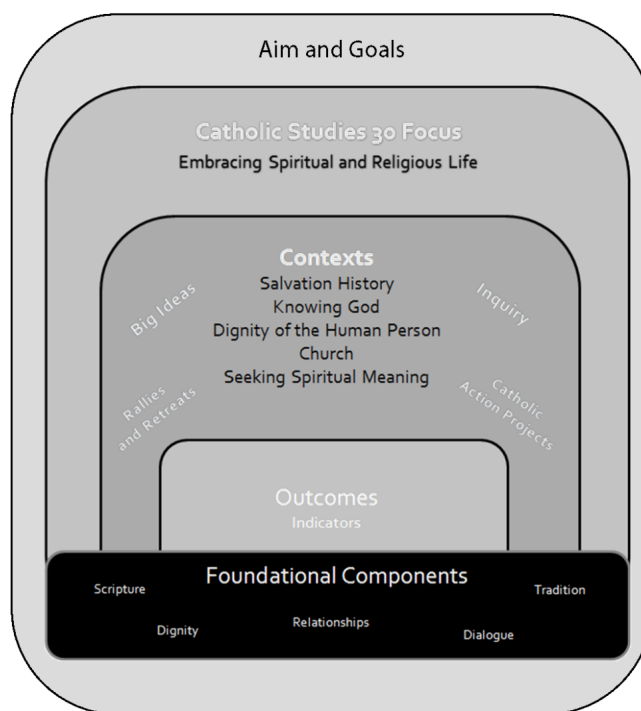 Aim and Goals
Catholic Studies 30 Focus
Embracing Spiritual and Religious Life
Contexts
Salvation History
Knowing God
Dignity of the Human Person
Church
Seeking Spiritual Meaning
Big Ideas
Inquiry
Rallies
and Retreats
Catholic
Action Projects
Outcomes
Indicators
Foundational Components
Scripture
Tradition
Dignity
Relationships
Dialogue